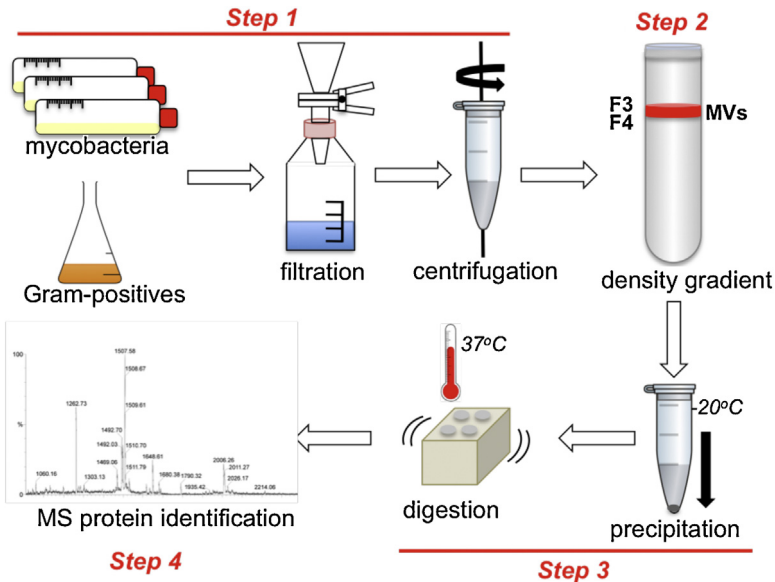 Step 1
Step 2
mycobacteria
Gram-positives
filtration
centrifugation
F3
F4
MVs
density gradient
-20°C
precipitation
37°C
digestion
Step 3
100
%
0
1060.16
1262.73
1303.13
1469.06
1492.03
1492.70
1507.58
1508.67
1509.61
1510.70
1511.79
1648.61
1680.38
1790.32
1935.42
2006.26
2011.27
2026.17
2214.06
MS protein identification
Step 4